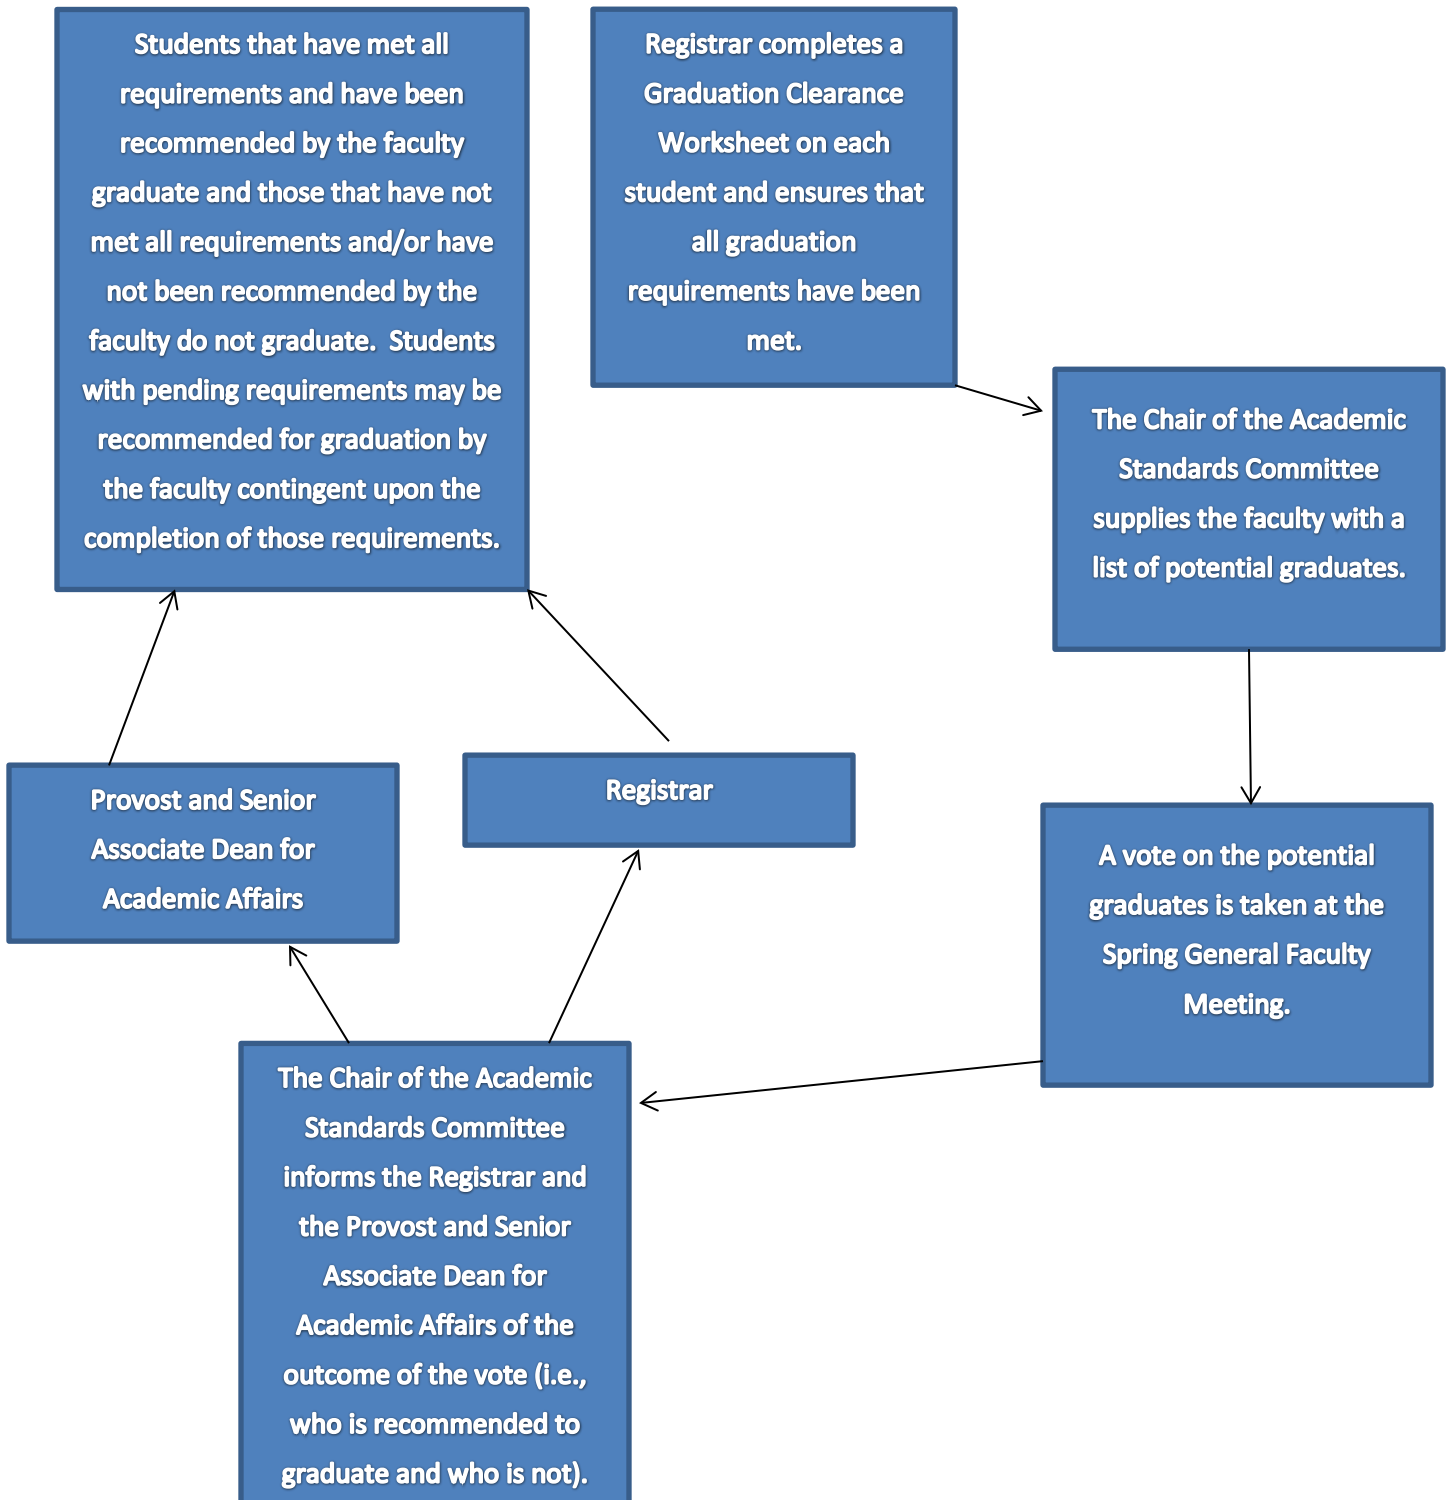 Students that have met all
requirements and have been
recommended by the faculty
graduate and those that have not
met all requirements and/or have
not been recommended by the
faculty do not graduate.  Students
with pending requirements may be
recommended for graduation by
the faculty contingent upon the
completion of those requirements.
Registrar completes a
Graduation Clearance
Worksheet on each
student and ensures that
all graduation
requirements have been
met.
The Chair of the Academic
Standards Committee
supplies the faculty with a
list of potential graduates.
Provost and Senior
Associate Dean for
Academic Affairs
Registrar
A vote on the potential
graduates is taken at the
Spring General Faculty
Meeting.
The Chair of the Academic
Standards Committee
informs the Registrar and
the Provost and Senior
Associate Dean for
Academic Affairs of the
outcome of the vote (i.e.,
who is recommended to
graduate and who is not).